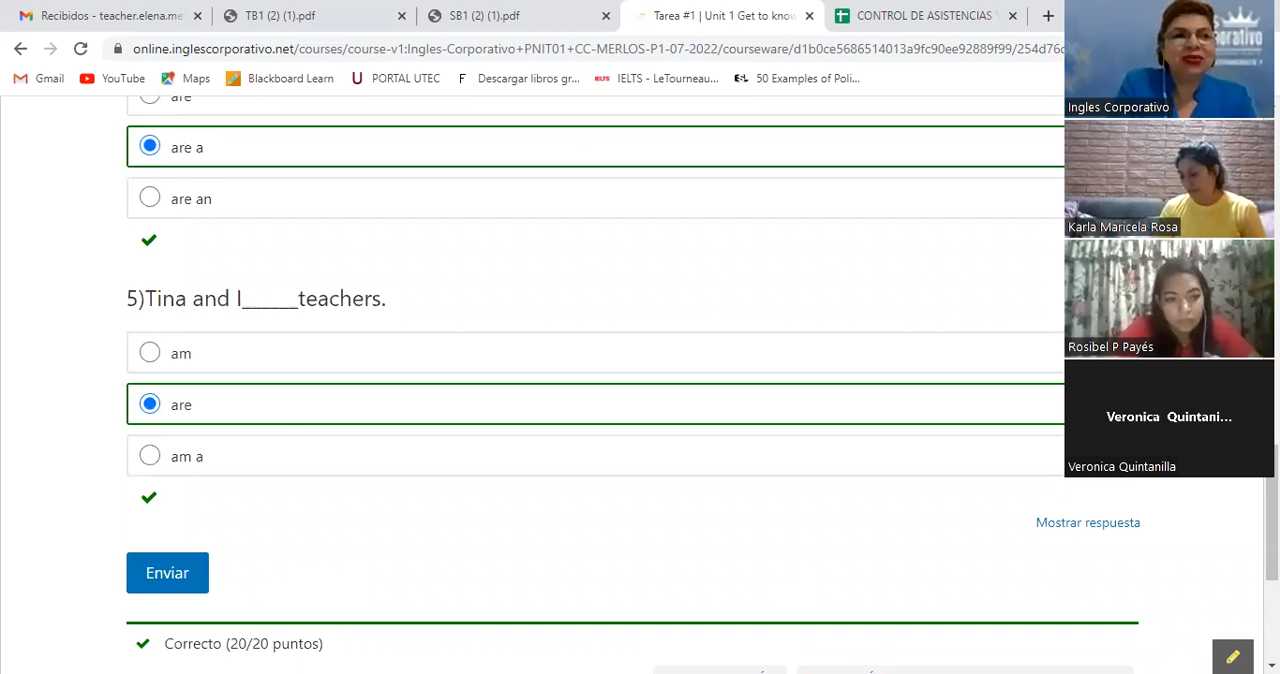 Recibidos - teacher.elena.me
TB1 (2) (1).pdf
SB1 (2) (1).pdf
Tarea #1 | Unit 1 Get to know
CONTROL DE ASISTENCIAS Y
online.inglescorporativo.net/courses/course-v1:Ingles-Corporativo+PNIT01+CC-MERLOS-P1-07-2022/courseware/d1b0ce5686514013a9fc90ee92889f99/254d76c
Gmail
YouTube
Maps
Blackboard Learn
PORTAL UTEC
Descargar libros gr...
IELTS - LeTourneau...
50 Examples of Poli...
are
are a
are an
5)Tina and I______teachers.
am
are
am a
Mostrar respuesta
Enviar
Correcto (20/20 puntos)
Ingles Corporativo
Karla Maricela Rosa
Rosibel P Payés
Veronica Quintani...
Veronica Quintanilla